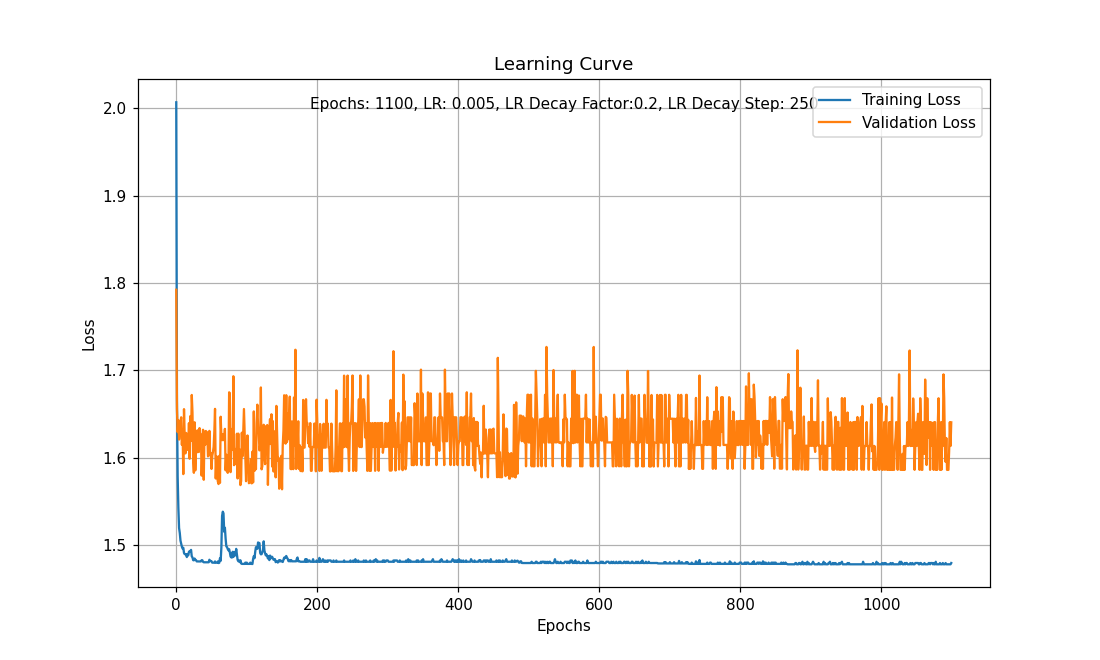 Learning Curve
Epochs: 1100, LR: 0.005, LR Decay Factor:0.2, LR Decay Step: 250
Training Loss
Validation Loss
2.0
1.9
1.8
1.7
1.6
1.5
Loss
0
200
400
600
800
1000
Epochs